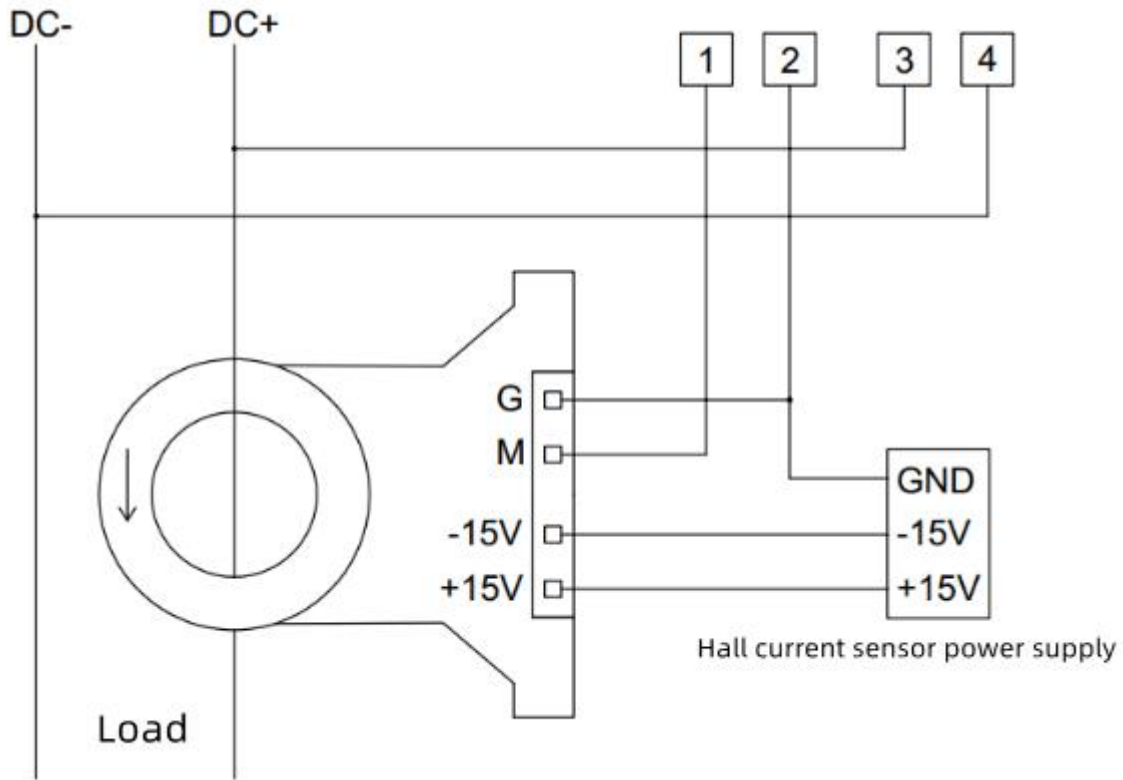 DC- DC+
1 2 3 4
G
M
GND
-15V -15V
+15V +15V
Hall current sensor power supply
Load